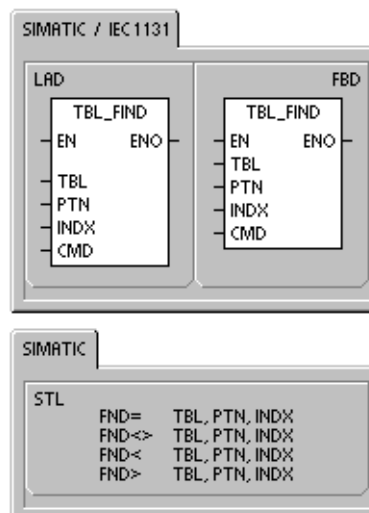 SIMATIC / IEC1131
LAD
TBL_FIND
EN ENO
TBL
PTN
INDX
CMD
FBD
TBL_FIND
EN ENO
TBL
PTN
INDX
CMD
SIMATIC
STL
FND= TBL, PTN, INDX
FND<> TBL, PTN, INDX
FND< TBL, PTN, INDX
FND> TBL, PTN, INDX